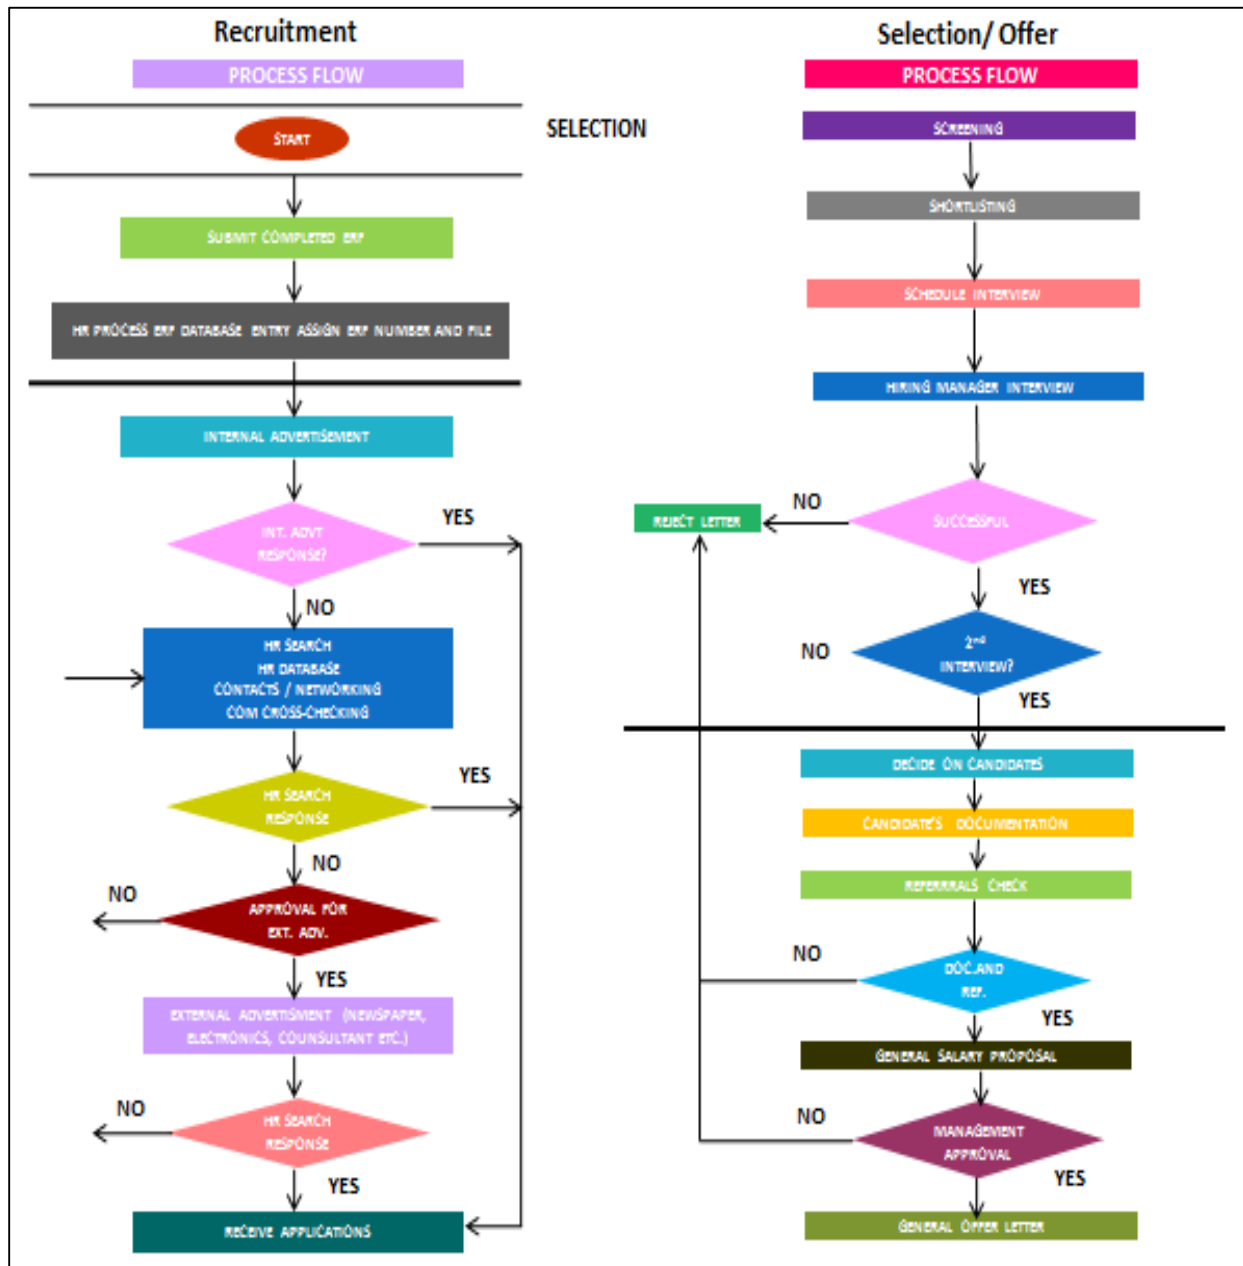 Recruitment
PROCESS FLOW
START
SUBMIT COMPLETED ERF
HR PROCESS ERF DATABASE ENTRY ASSIGN ERF NUMBER AND FILE
INTERNAL ADVERTISEMENT
INT. ADVT
RESPONSE?
YES
NO
HR SEARCH
HR DATABASE
CONTACTS / NETWORKING
COM CROSS-CHECKING
HR SEARCH
RESPONSE
YES
NO
APPROVAL FOR
EXT. ADV.
NO
YES
EXTERNAL ADVERTISMENT (NEWSPAPER,
ELECTRONICS, COUNSULTANT ETC.)
HR SEARCH
RESPONSE
NO
YES
RECEIVE APPLICATIONS
SELECTION
Selection/ Offer
PROCESS FLOW
SCREENING
SHORTLISTING
SCHEDULE INTERVIEW
HIRING MANAGER INTERVIEW
SUCCESSFUL
NO
REJECT LETTER
YES
2nd
INTERVIEW?
NO
YES
DECIDE ON CANDIDATES
CANDIDATE'S DOCUMENTATION
REFERRRALS CHECK
DOC.AND
REF.
NO
YES
GENERAL SALARY PROPOSAL
MANAGEMENT
APPROVAL
NO
YES
GENERAL OFFER LETTER